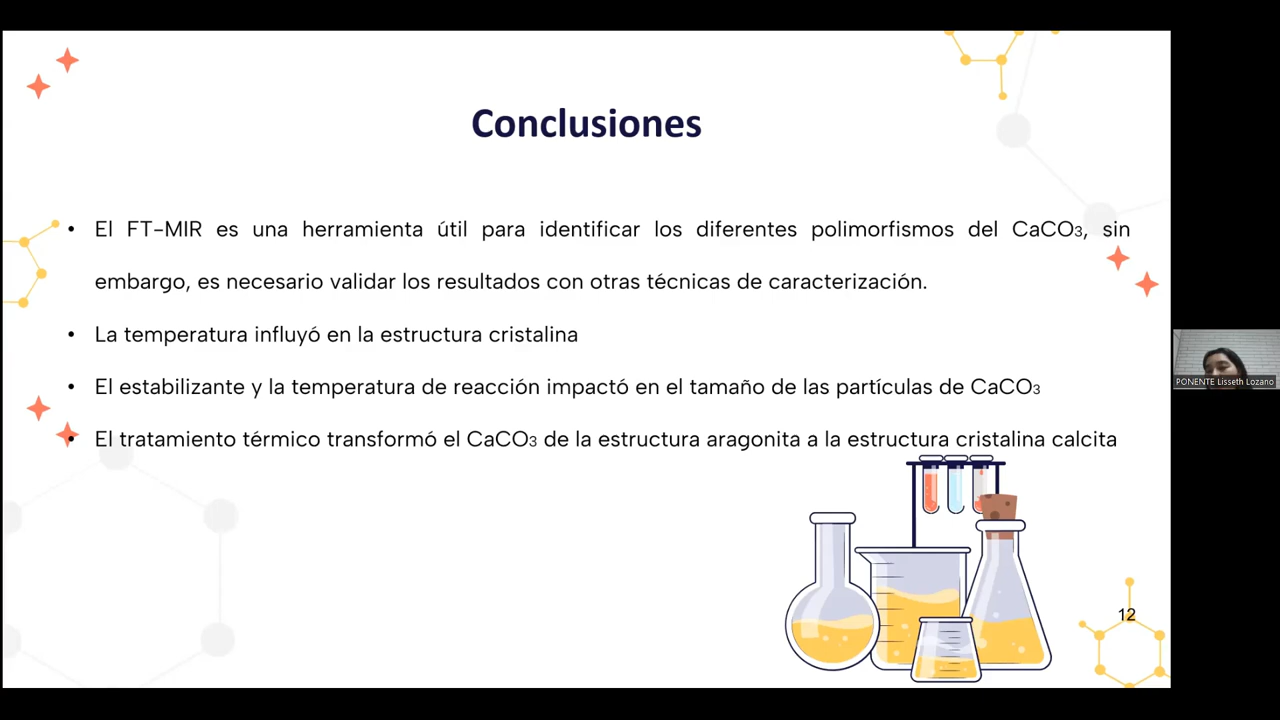 Conclusiones
• El FT-MIR es una herramienta útil para identificar los diferentes polimorfismos del CaCO₃, sin
embargo, es necesario validar los resultados con otras técnicas de caracterización.
• La temperatura influyó en la estructura cristalina
• El estabilizante y la temperatura de reacción impactó en el tamaño de las partículas de CaCO₃
• El tratamiento térmico transformó el CaCO₃ de la estructura aragonita a la estructura cristalina calcita
12
PONENTE Lisseth Lozano